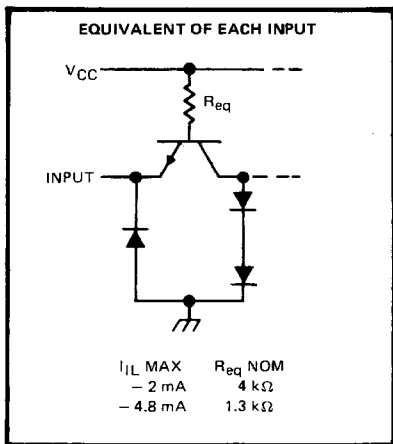 EQUIVALENT OF EACH INPUT
VCC
Req
INPUT
IIL MAX Req NOM
− 2 mA 4 kΩ
− 4.8 mA 1.3 kΩ